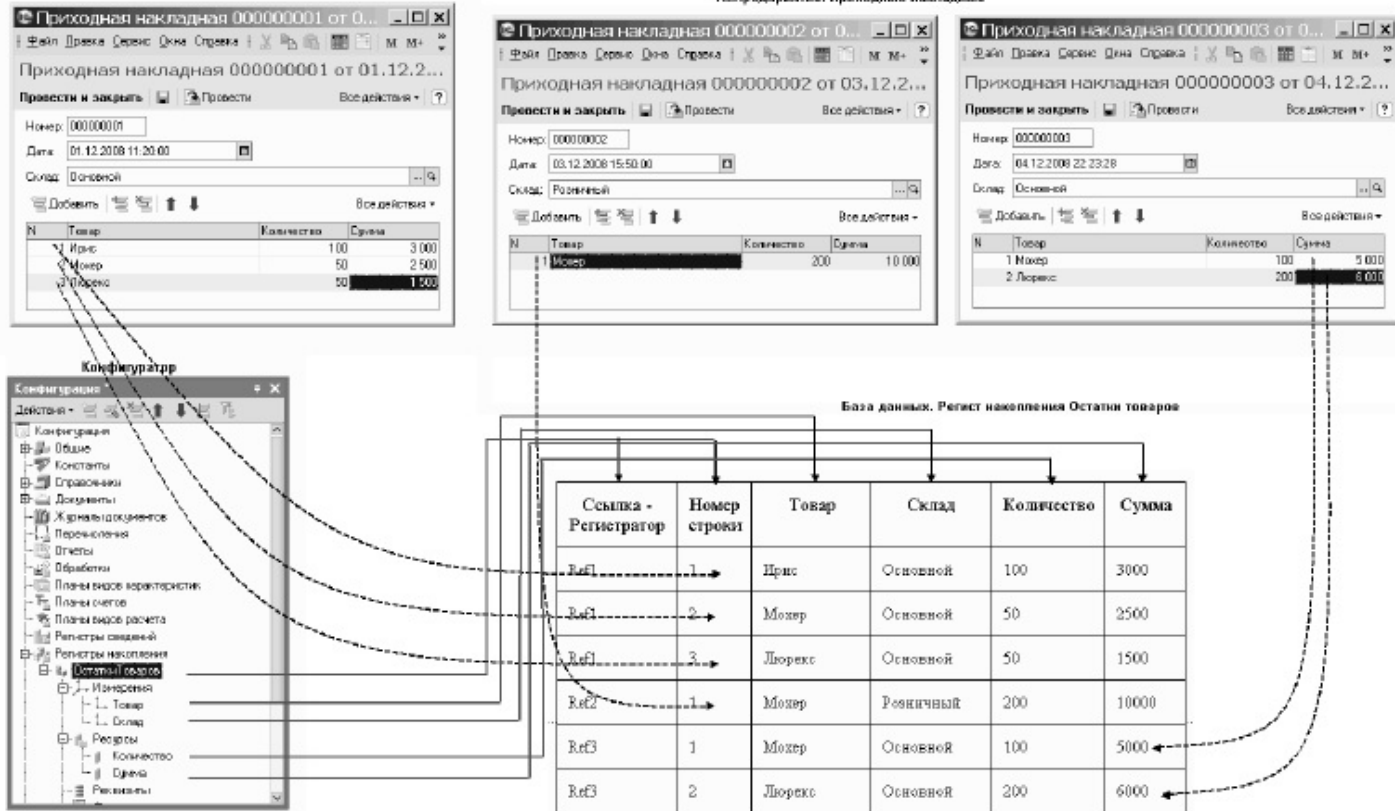 Приходная накладная 000000001 от 0...
Файл Правка Сервис Окна Справка M M+
Приходная накладная 000000001 от 01.12.2...
Провести и закрыть Провести Все действия ?
Номер: 000000001
Дата: 01.12.2008 11:20:00
Склад: Основной ...
Добавить Все действия
N Товар Количество Сумма
1 Ирис 100 3 000
2 Мохер 50 2 500
3 Люрекс 50 1 500
Приходная накладная 000000002 от 0...
Файл Правка Сервис Окна Справка M M+
Приходная накладная 000000002 от 03.12.2...
Провести и закрыть Провести Все действия ?
Номер: 000000002
Дата: 03.12.2008 15:50:00
Склад: Розничный ...
Добавить Все действия
N Товар Количество Сумма
1 Мохер 200 10 000
Приходная накладная 000000003 от 0...
Файл Правка Сервис Окна Справка M M+
Приходная накладная 000000003 от 04.12.2...
Провести и закрыть Провести Все действия ?
Номер: 000000003
Дата: 04.12.2008 22:23:28
Склад: Основной ...
Добавить Все действия
N Товар Количество Сумма
1 Мохер 100 5 000
2 Люрекс 200 6 000
Конфигуратор
Конфигурация *
Действия
Конфигурация
Общие
Константы
Справочники
Документы
Журналы документов
Перечисления
Отчеты
Обработки
Планы видов характеристик
Планы счетов
Планы видов расчета
Регистры сведений
Регистры накопления
ОстаткиТоваров
Измерения
Товар
Склад
Ресурсы
Количество
Сумма
Реквизиты
База данных. Регист накопления Остатки товаров
Ссылка - Номер Товар Склад Количество Сумма
Регистратор строки
Ref1 1 Ирис Основной 100 3000
Ref1 2 Мохер Основной 50 2500
Ref1 3 Люрекс Основной 50 1500
Ref2 1 Мохер Розничный 200 10000
Ref3 1 Мохер Основной 100 5000
Ref3 2 Люрекс Основной 200 6000